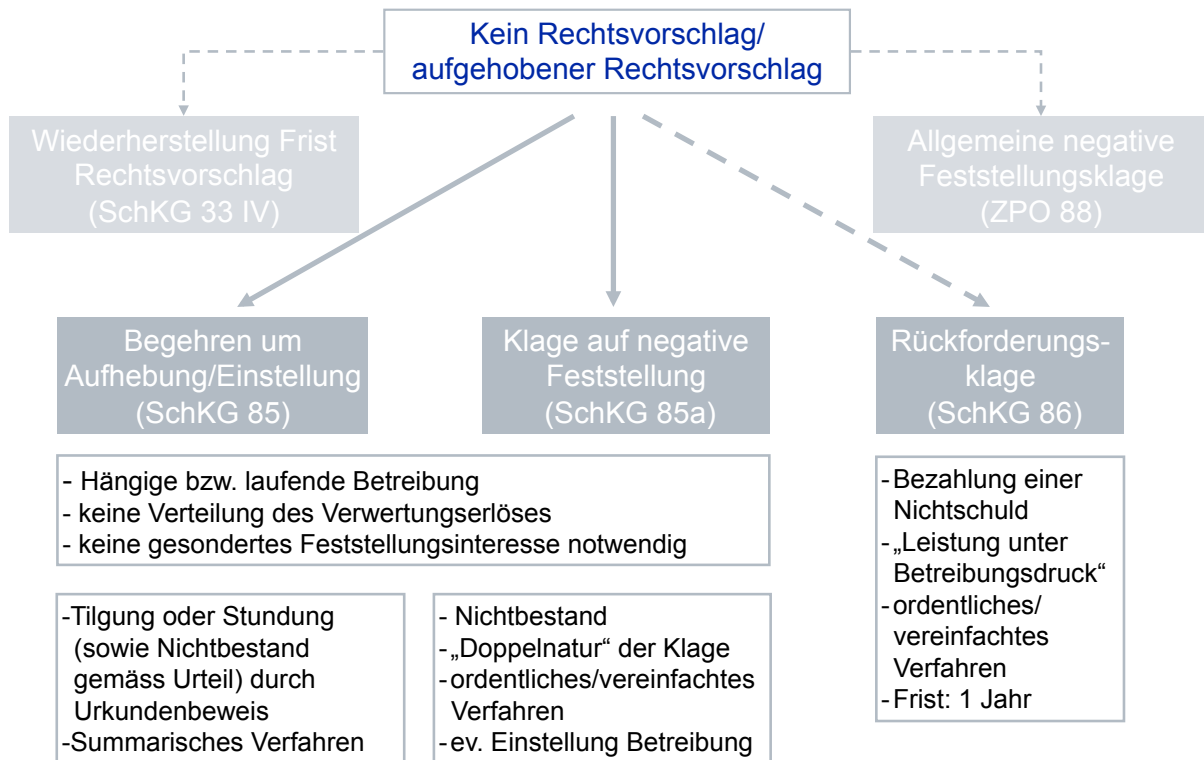 Kein Rechtsvorschlag/
aufgehobener Rechtsvorschlag
Wiederherstellung Frist
Rechtsvorschlag
(SchKG 33 IV)
Allgemeine negative
Feststellungsklage
(ZPO 88)
Begehren um
Aufhebung/Einstellung
(SchKG 85)
Klage auf negative
Feststellung
(SchKG 85a)
Rückforderungs-
klage
(SchKG 86)
- Hängige bzw. laufende Betreibung
- keine Verteilung des Verwertungserlöses
- keine gesondertes Feststellungsinteresse notwendig
-Tilgung oder Stundung
(sowie Nichtbestand
gemäss Urteil) durch
Urkundenbeweis
-Summarisches Verfahren
- Nichtbestand
-„Doppelnatur“ der Klage
-ordentliches/vereinfachtes
Verfahren
-ev. Einstellung Betreibung
-Bezahlung einer
Nichtschuld
-„Leistung unter
Betreibungsdruck“
-ordentliches/
vereinfachtes
Verfahren
-Frist: 1 Jahr